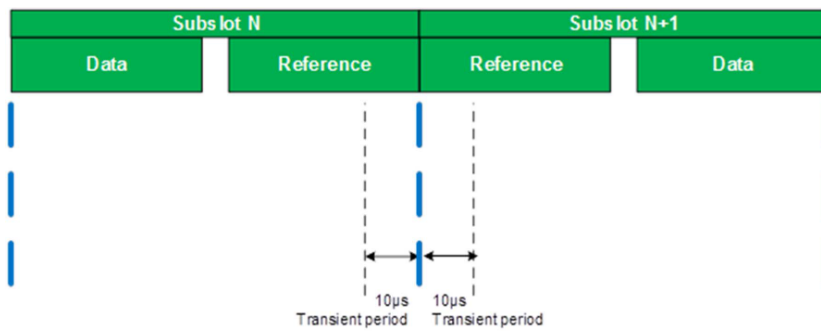 Subslot N Subslot N+1
Data Reference Reference Data
10µs 10µs
Transient period Transient period